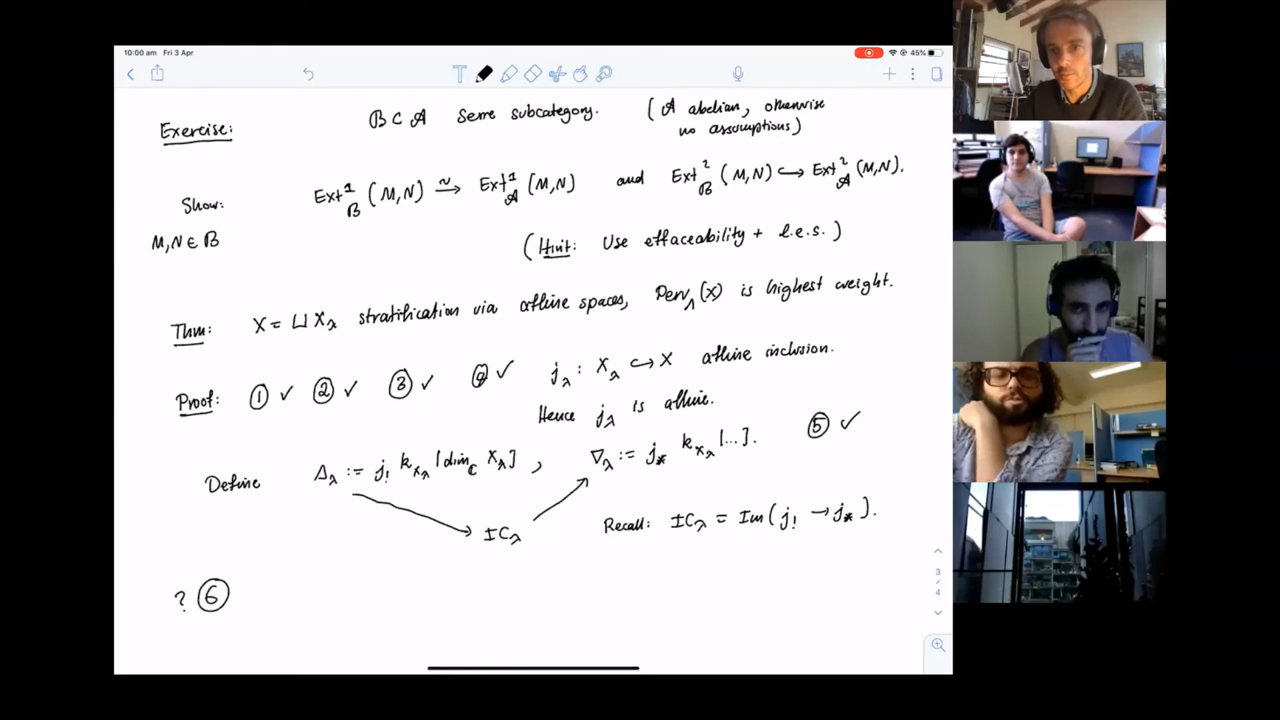 10:00 am Fri 3 Apr
45%
Exercise: B ⊂ A Serre subcategory. (A abelian, otherwise no assumptions)
Show: Ext¹_B (M,N) ~→ Ext¹_A (M,N) and Ext²_B (M,N) ↪ Ext²_A (M,N).
M,N ∈ B
(Hint: Use effaceability + l.e.s.)
Thm: X = ⊔ X_λ stratification via affine spaces, Perv_Λ(X) is highest weight.
Proof: ① ✓ ② ✓ ③ ✓ ④ ✓ j_λ : X_λ ↪ X affine inclusion.
Hence j_λ is affine.
⑤ ✓
Define Δ_λ := j_! k_{X_λ} [dim_ℂ X_λ] , ∇_λ := j_* k_{X_λ} [...].
IC_λ
Recall: IC_λ = Im(j_! → j_*).
? ⑥
3
/
4